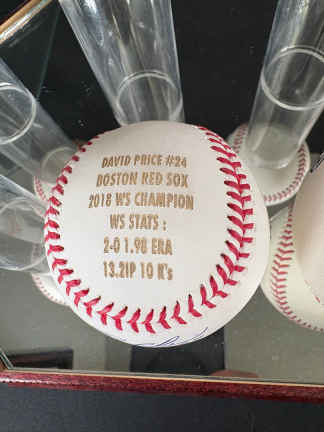 DAVID PRICE #24
BOSTON RED SOX
2018 WS CHAMPION
WS STATS :
2-0 1.98 ERA
13.2IP 10 K's